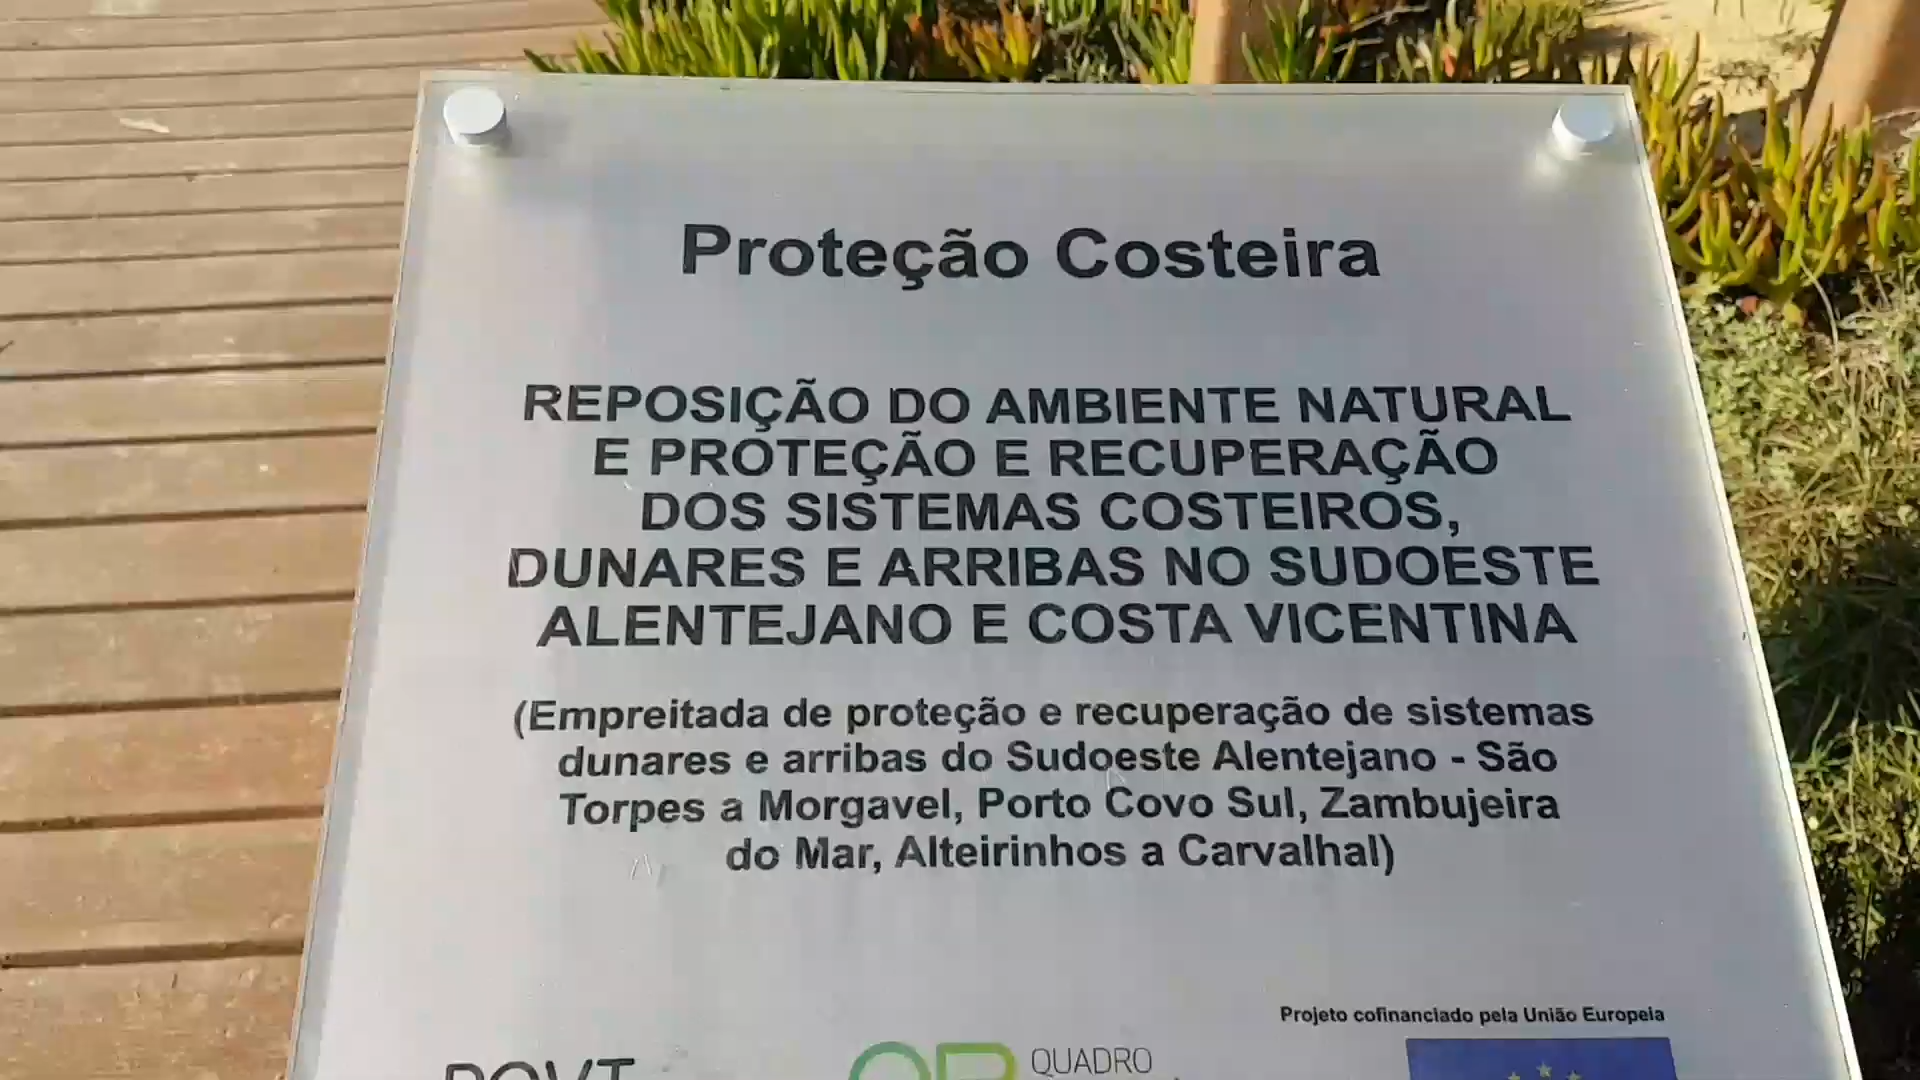 Proteção Costeira
REPOSIÇÃO DO AMBIENTE NATURAL
E PROTEÇÃO E RECUPERAÇÃO
DOS SISTEMAS COSTEIROS,
DUNARES E ARRIBAS NO SUDOESTE
ALENTEJANO E COSTA VICENTINA
(Empreitada de proteção e recuperação de sistemas
dunares e arribas do Sudoeste Alentejano - São
Torpes a Morgavel, Porto Covo Sul, Zambujeira
do Mar, Alteirinhos a Carvalhal)
Projeto cofinanciado pela União Europeia
POVT
QUADRO